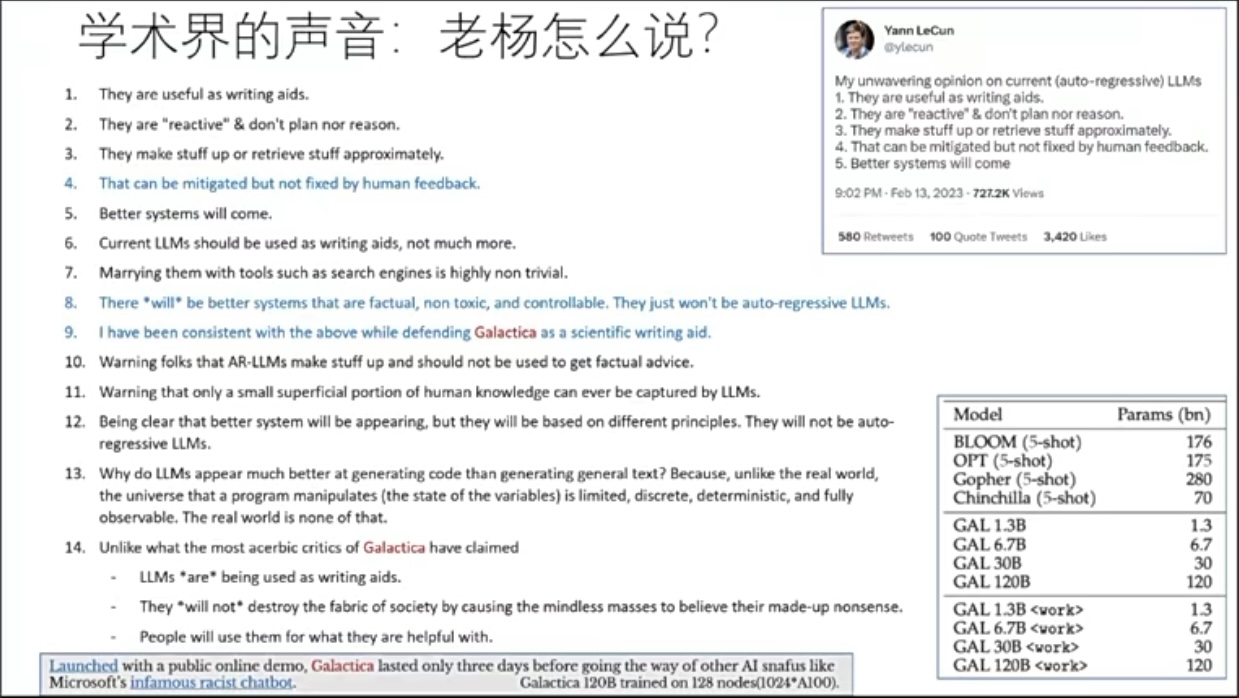 学术界的声音：老杨怎么说？
1. They are useful as writing aids.
2. They are "reactive" & don't plan nor reason.
3. They make stuff up or retrieve stuff approximately.
4. That can be mitigated but not fixed by human feedback.
5. Better systems will come.
6. Current LLMs should be used as writing aids, not much more.
7. Marrying them with tools such as search engines is highly non trivial.
8. There *will* be better systems that are factual, non toxic, and controllable. They just won't be auto-regressive LLMs.
9. I have been consistent with the above while defending Galactica as a scientific writing aid.
10. Warning folks that AR-LLMs make stuff up and should not be used to get factual advice.
11. Warning that only a small superficial portion of human knowledge can ever be captured by LLMs.
12. Being clear that better system will be appearing, but they will be based on different principles. They will not be auto-
regressive LLMs.
13. Why do LLMs appear much better at generating code than generating general text? Because, unlike the real world,
the universe that a program manipulates (the state of the variables) is limited, discrete, deterministic, and fully
observable. The real world is none of that.
14. Unlike what the most acerbic critics of Galactica have claimed
- LLMs *are* being used as writing aids.
- They *will not* destroy the fabric of society by causing the mindless masses to believe their made-up nonsense.
- People will use them for what they are helpful with.
Launched with a public online demo, Galactica lasted only three days before going the way of other AI snafus like
Microsoft's infamous racist chatbot. Galactica 120B trained on 128 nodes(1024*A100).
Yann LeCun
@ylecun
My unwavering opinion on current (auto-regressive) LLMs
1. They are useful as writing aids.
2. They are "reactive" & don't plan nor reason.
3. They make stuff up or retrieve stuff approximately.
4. That can be mitigated but not fixed by human feedback.
5. Better systems will come
9:02 PM · Feb 13, 2023 · 727.2K Views
580 Retweets 100 Quote Tweets 3,420 Likes
Model Params (bn)
BLOOM (5-shot) 176
OPT (5-shot) 175
Gopher (5-shot) 280
Chinchilla (5-shot) 70
GAL 1.3B 1.3
GAL 6.7B 6.7
GAL 30B 30
GAL 120B 120
GAL 1.3B <work> 1.3
GAL 6.7B <work> 6.7
GAL 30B <work> 30
GAL 120B <work> 120